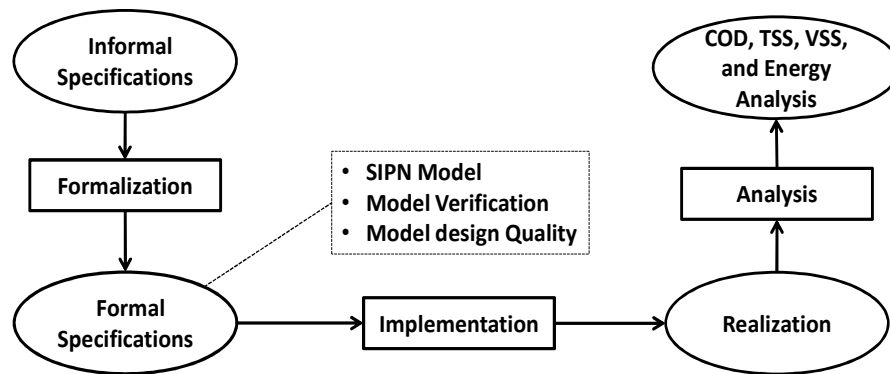 Informal
Specifications
Formalization
Formal
Specifications
• SIPN Model
• Model Verification
• Model design Quality
Implementation
Realization
Analysis
COD, TSS, VSS,
and Energy
Analysis